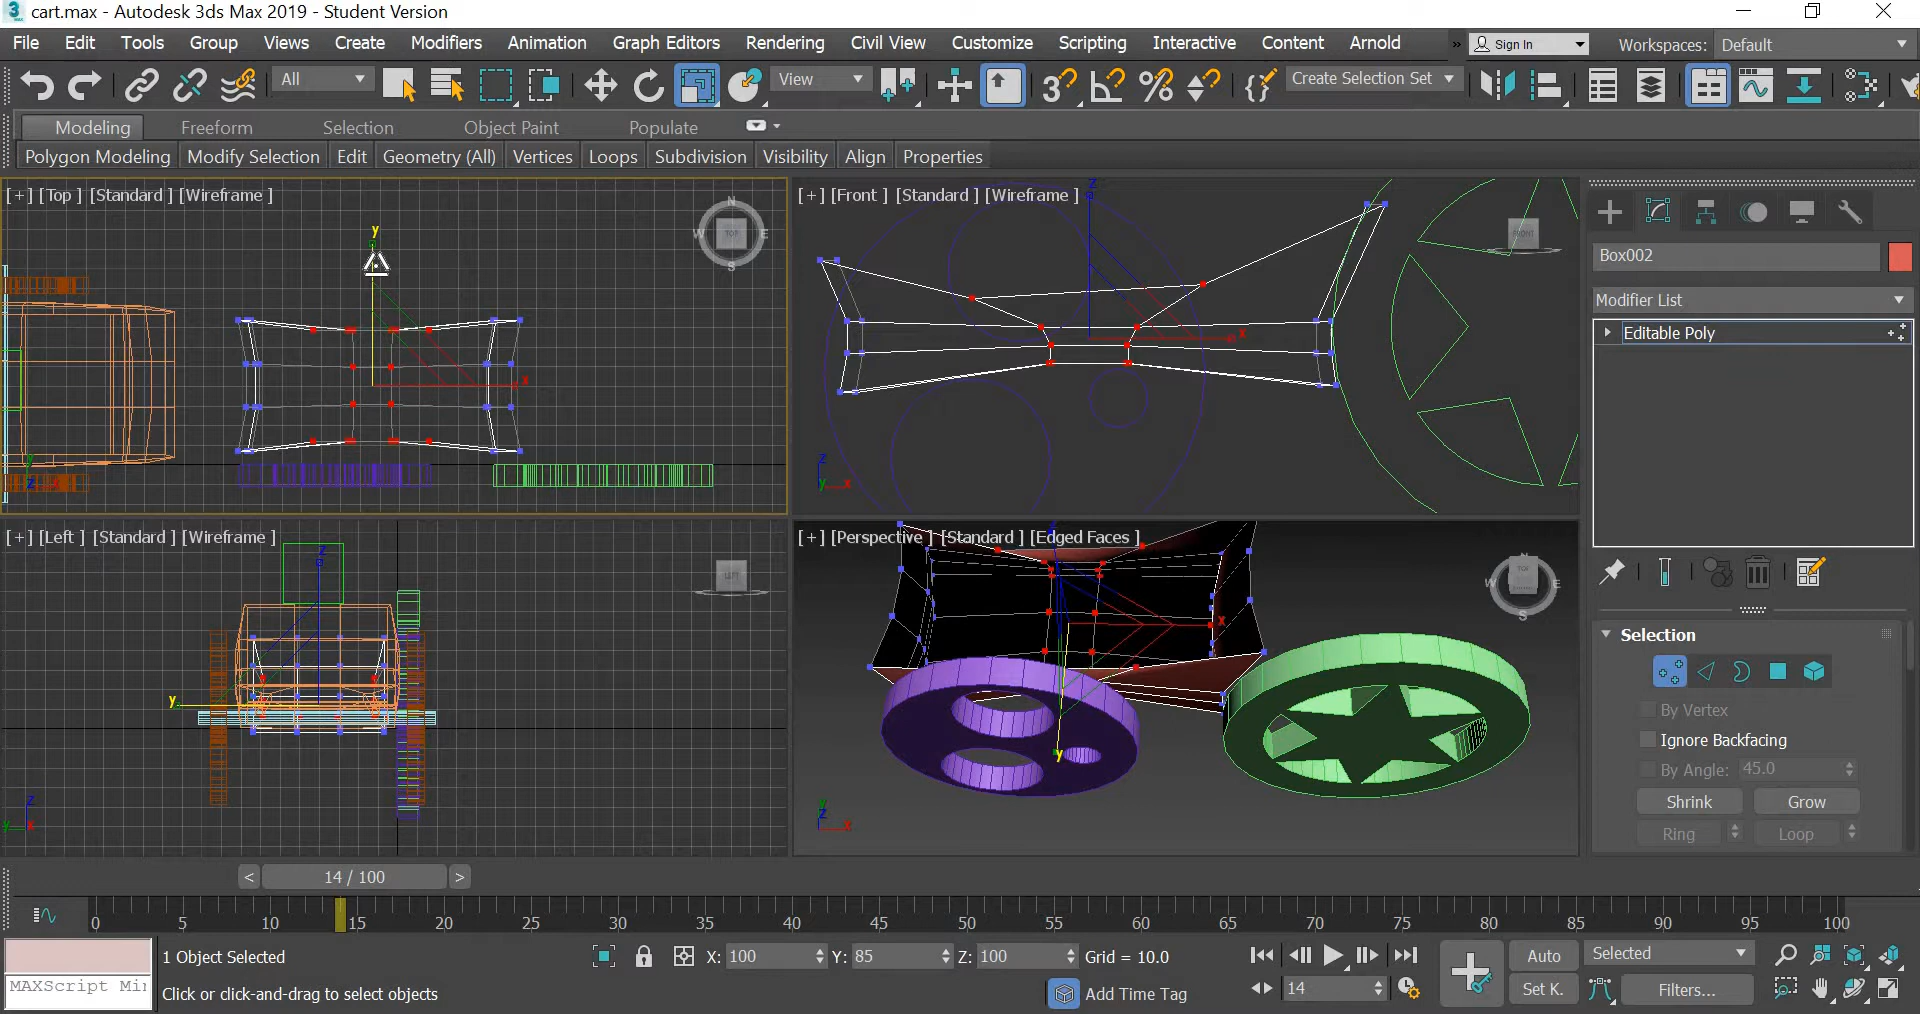 cart.max - Autodesk 3ds Max 2019 - Student Version
File Edit Tools Group Views Create Modifiers Animation Graph Editors Rendering Civil View Customize Scripting Interactive Content Arnold » Sign In Workspaces: Default
All View Create Selection Set
Modeling Freeform Selection Object Paint Populate
Polygon Modeling Modify Selection Edit Geometry (All) Vertices Loops Subdivision Visibility Align Properties
[+] [Top ] [Standard ] [Wireframe ]
[+] [Front ] [Standard ] [Wireframe ]
Box002
Modifier List
Editable Poly
[+] [Left ] [Standard ] [Wireframe ]
[+] [Perspective ] [Standard ] [Edged Faces ]
Selection
By Vertex
Ignore Backfacing
By Angle: 45.0
Shrink Grow
Ring Loop
< 14 / 100 >
0 5 10 15 20 25 30 35 40 45 50 55 60 65 70 75 80 85 90 95 100
1 Object Selected X: 100 Y: 85 Z: 100 Grid = 10.0 Auto Selected
MAXScript Mi
Click or click-and-drag to select objects Add Time Tag 14 Set K. Filters...